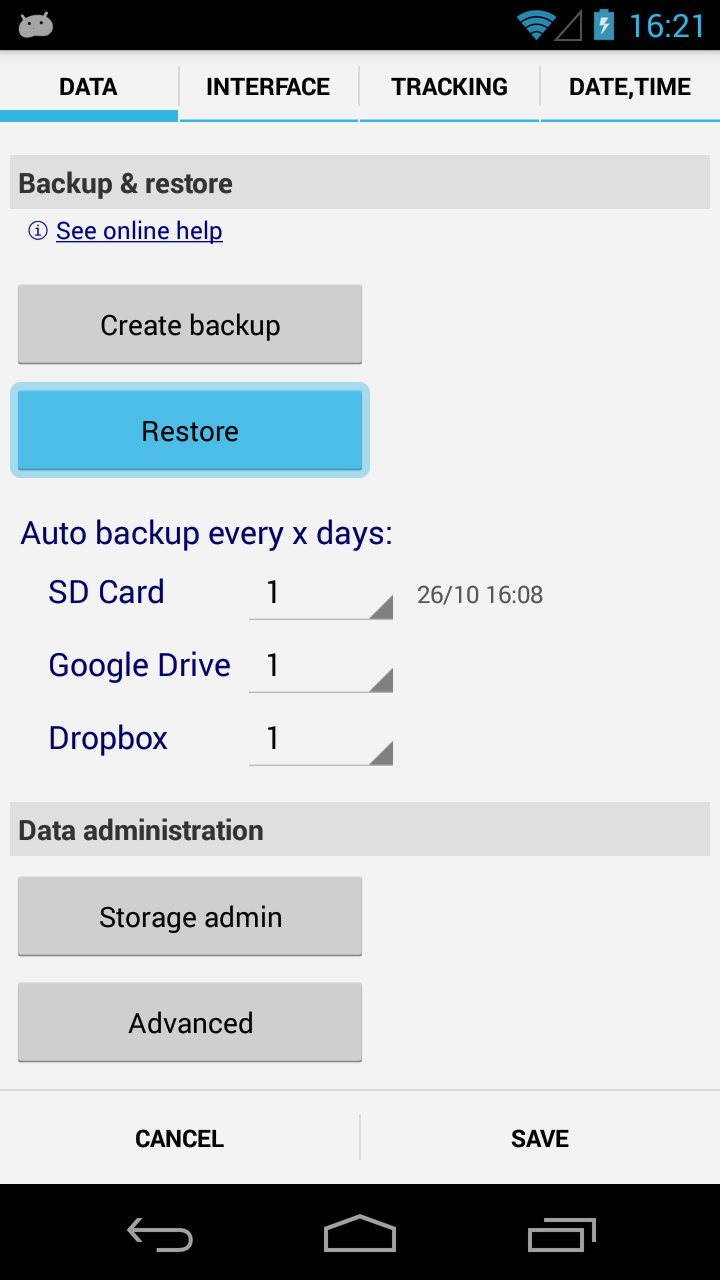 16:21
DATA INTERFACE TRACKING DATE,TIME
Backup & restore
See online help
Create backup
Restore
Auto backup every x days:
SD Card 1 26/10 16:08
Google Drive 1
Dropbox 1
Data administration
Storage admin
Advanced
CANCEL SAVE